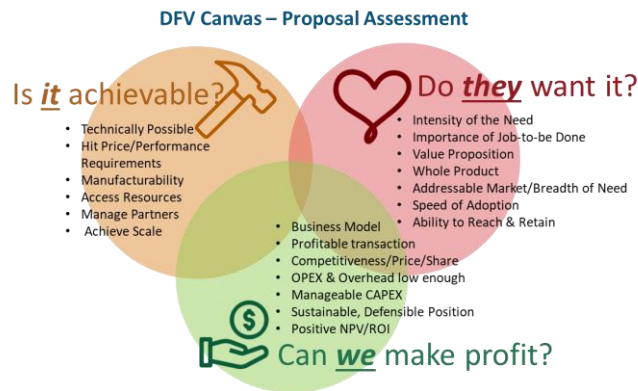 DFV Canvas – Proposal Assessment
Is it achievable?
• Technically Possible
• Hit Price/Performance
Requirements
• Manufacturability
• Access Resources
• Manage Partners
• Achieve Scale
Do they want it?
• Intensity of the Need
• Importance of Job-to-be Done
• Value Proposition
• Whole Product
• Addressable Market/Breadth of Need
• Speed of Adoption
• Ability to Reach & Retain
• Business Model
• Profitable transaction
• Competitiveness/Price/Share
• OPEX & Overhead low enough
• Manageable CAPEX
• Sustainable, Defensible Position
• Positive NPV/ROI
$
Can we make profit?